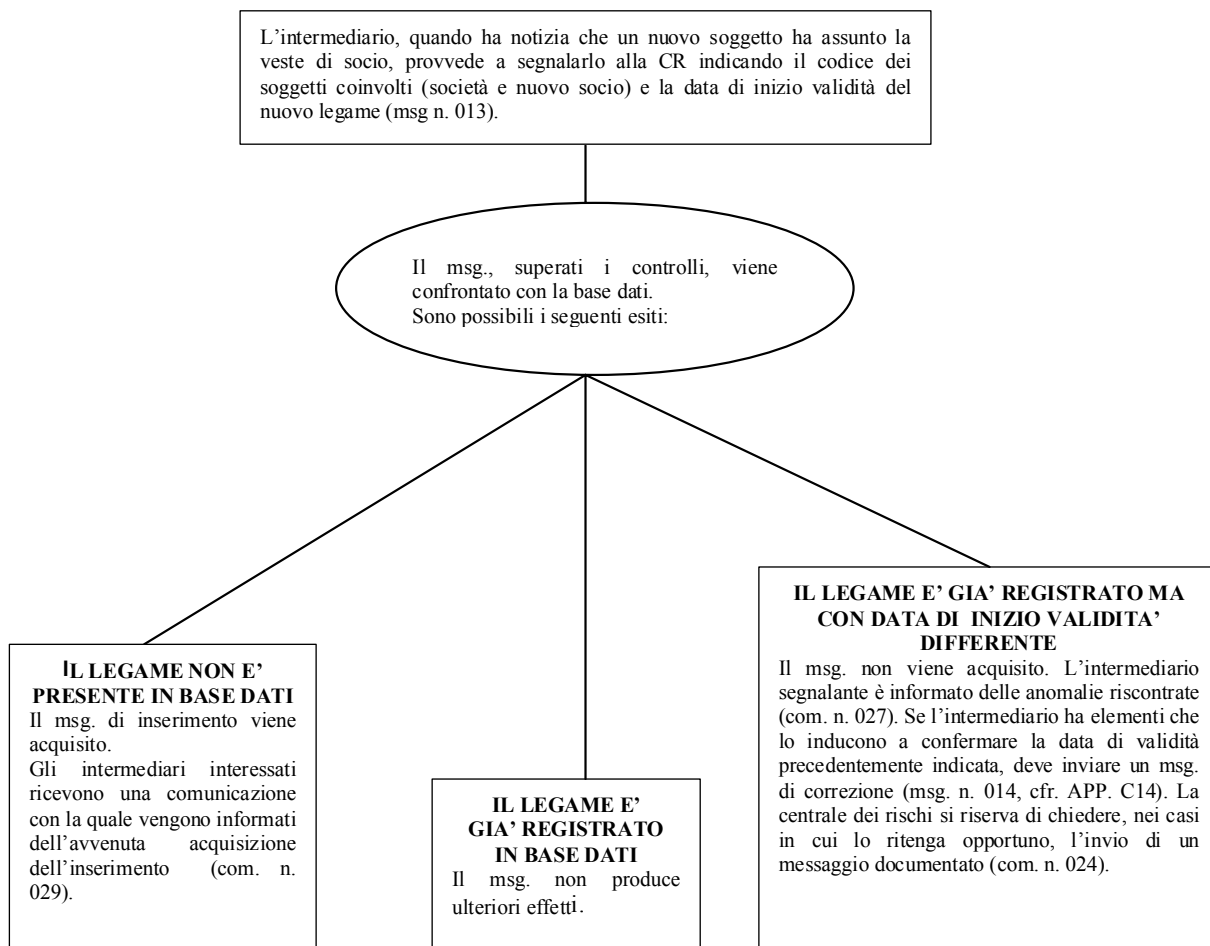 L’intermediario, quando ha notizia che un nuovo soggetto ha assunto la
veste di socio, provvede a segnalarlo alla CR indicando il codice dei
soggetti coinvolti (società e nuovo socio) e la data di inizio validità del
nuovo legame (msg n. 013).
Il msg., superati i controlli, viene
confrontato con la base dati.
Sono possibili i seguenti esiti:
IL LEGAME NON E’
PRESENTE IN BASE DATI
Il msg. di inserimento viene
acquisito.
Gli intermediari interessati
ricevono una comunicazione
con la quale vengono informati
dell’avvenuta acquisizione
dell’inserimento (com. n.
029).
IL LEGAME E’
GIA’ REGISTRATO
IN BASE DATI
Il msg. non produce
ulteriori effetti.
IL LEGAME E’ GIA’ REGISTRATO MA
CON DATA DI INIZIO VALIDITA’
DIFFERENTE
Il msg. non viene acquisito. L’intermediario
segnalante è informato delle anomalie riscontrate
(com. n. 027). Se l’intermediario ha elementi che
lo inducono a confermare la data di validità
precedentemente indicata, deve inviare un msg.
di correzione (msg. n. 014, cfr. APP. C14). La
centrale dei rischi si riserva di chiedere, nei casi
in cui lo ritenga opportuno, l’invio di un
messaggio documentato (com. n. 024).